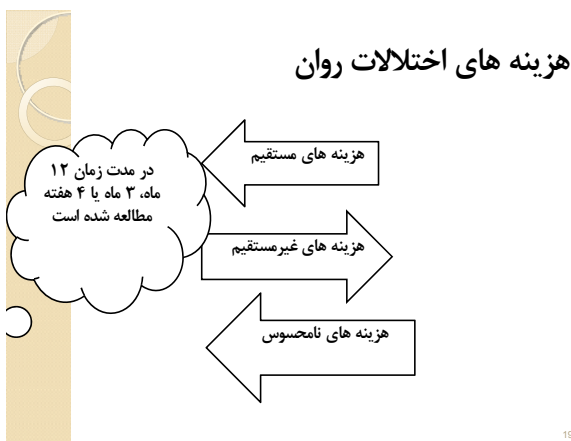 هزینه های اختلالات روان
هزینه های مستقیم
در مدت زمان ۱۲
ماه، ۳ ماه یا ۴ هفته
مطالعه شده است
هزینه های غیرمستقیم
هزینه های نامحسوس
19